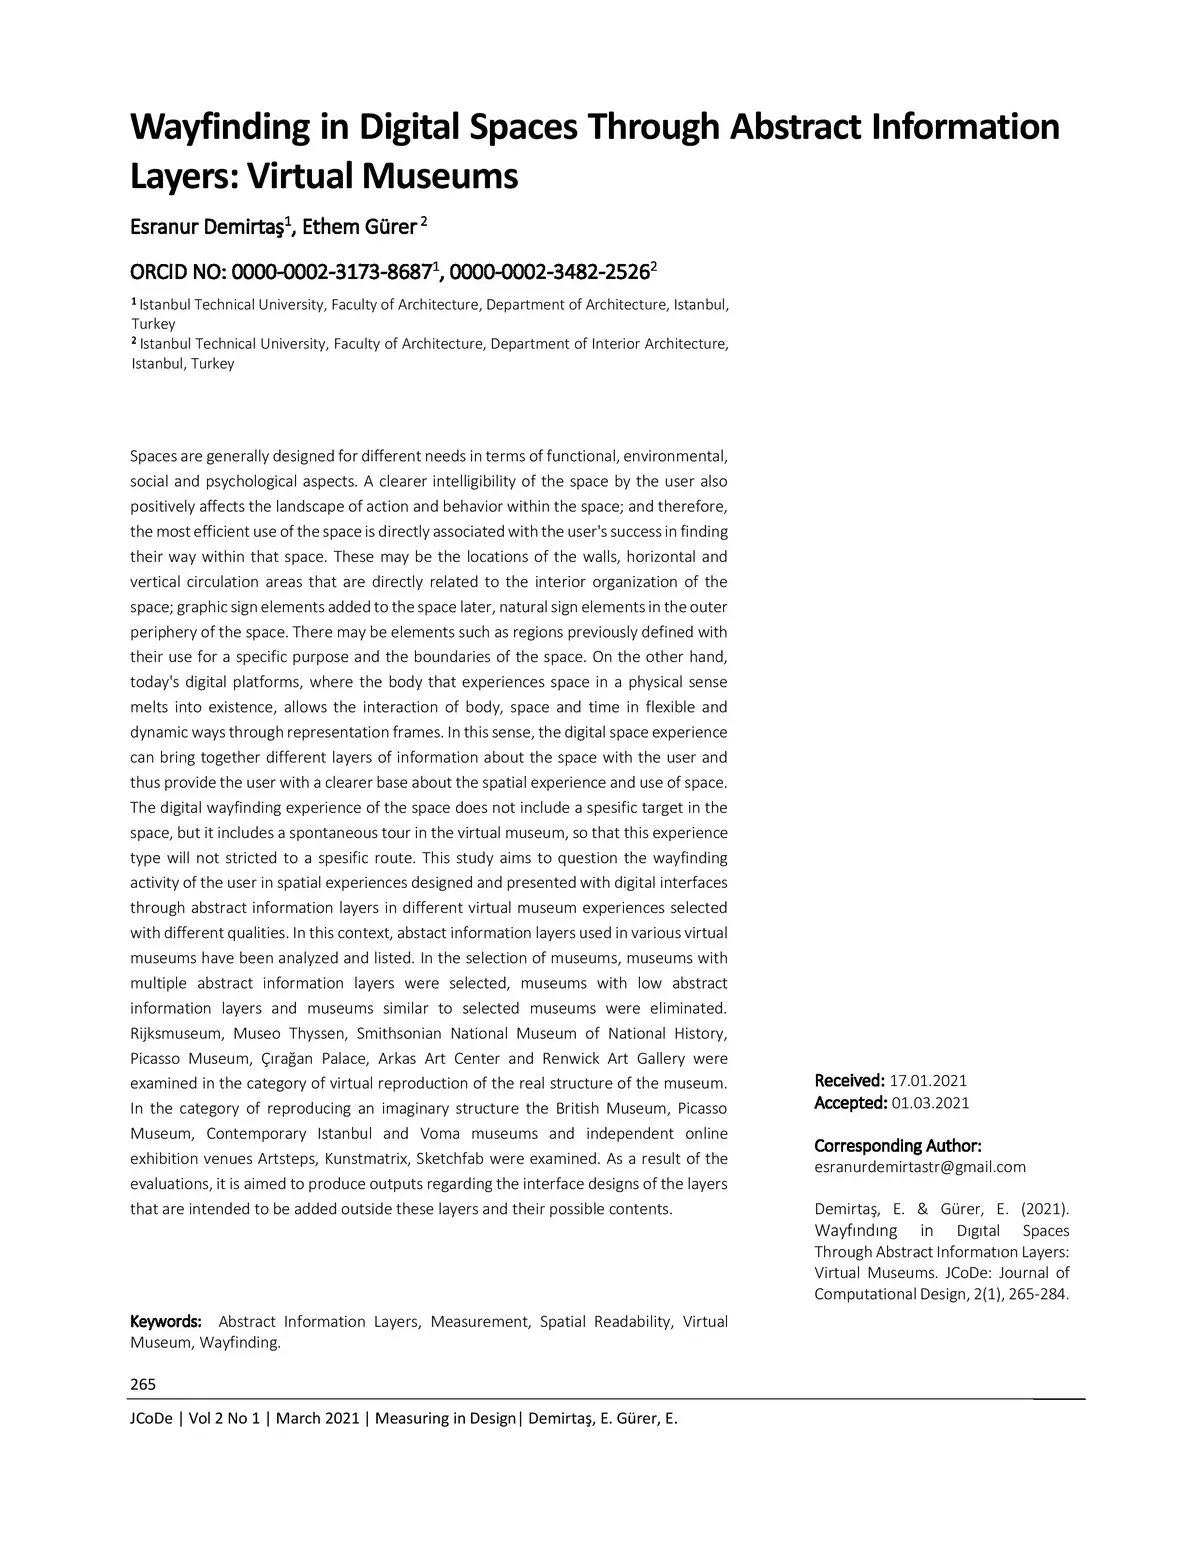 Wayfinding in Digital Spaces Through Abstract Information
Layers: Virtual Museums
Esranur Demirtaş1, Ethem Gürer 2
ORCID NO: 0000-0002-3173-86871, 0000-0002-3482-25262
1 Istanbul Technical University, Faculty of Architecture, Department of Architecture, Istanbul,
Turkey
2 Istanbul Technical University, Faculty of Architecture, Department of Interior Architecture,
Istanbul, Turkey
Spaces are generally designed for different needs in terms of functional, environmental,
social and psychological aspects. A clearer intelligibility of the space by the user also
positively affects the landscape of action and behavior within the space; and therefore,
the most efficient use of the space is directly associated with the user's success in finding
their way within that space. These may be the locations of the walls, horizontal and
vertical circulation areas that are directly related to the interior organization of the
space; graphic sign elements added to the space later, natural sign elements in the outer
periphery of the space. There may be elements such as regions previously defined with
their use for a specific purpose and the boundaries of the space. On the other hand,
today's digital platforms, where the body that experiences space in a physical sense
melts into existence, allows the interaction of body, space and time in flexible and
dynamic ways through representation frames. In this sense, the digital space experience
can bring together different layers of information about the space with the user and
thus provide the user with a clearer base about the spatial experience and use of space.
The digital wayfinding experience of the space does not include a spesific target in the
space, but it includes a spontaneous tour in the virtual museum, so that this experience
type will not stricted to a spesific route. This study aims to question the wayfinding
activity of the user in spatial experiences designed and presented with digital interfaces
through abstract information layers in different virtual museum experiences selected
with different qualities. In this context, abstact information layers used in various virtual
museums have been analyzed and listed. In the selection of museums, museums with
multiple abstract information layers were selected, museums with low abstract
information layers and museums similar to selected museums were eliminated.
Rijksmuseum, Museo Thyssen, Smithsonian National Museum of National History,
Picasso Museum, Çırağan Palace, Arkas Art Center and Renwick Art Gallery were
examined in the category of virtual reproduction of the real structure of the museum.
In the category of reproducing an imaginary structure the British Museum, Picasso
Museum, Contemporary Istanbul and Voma museums and independent online
exhibition venues Artsteps, Kunstmatrix, Sketchfab were examined. As a result of the
evaluations, it is aimed to produce outputs regarding the interface designs of the layers
that are intended to be added outside these layers and their possible contents.
Received: 17.01.2021
Accepted: 01.03.2021
Corresponding Author:
esranurdemirtastr@gmail.com
Demirtaş, E. & Gürer, E. (2021).
Wayfındıng in Dıgıtal Spaces
Through Abstract Informatıon Layers:
Virtual Museums. JCoDe: Journal of
Computational Design, 2(1), 265-284.
Keywords: Abstract Information Layers, Measurement, Spatial Readability, Virtual
Museum, Wayfinding.
265
JCoDe | Vol 2 No 1 | March 2021 | Measuring in Design| Demirtaş, E. Gürer, E.